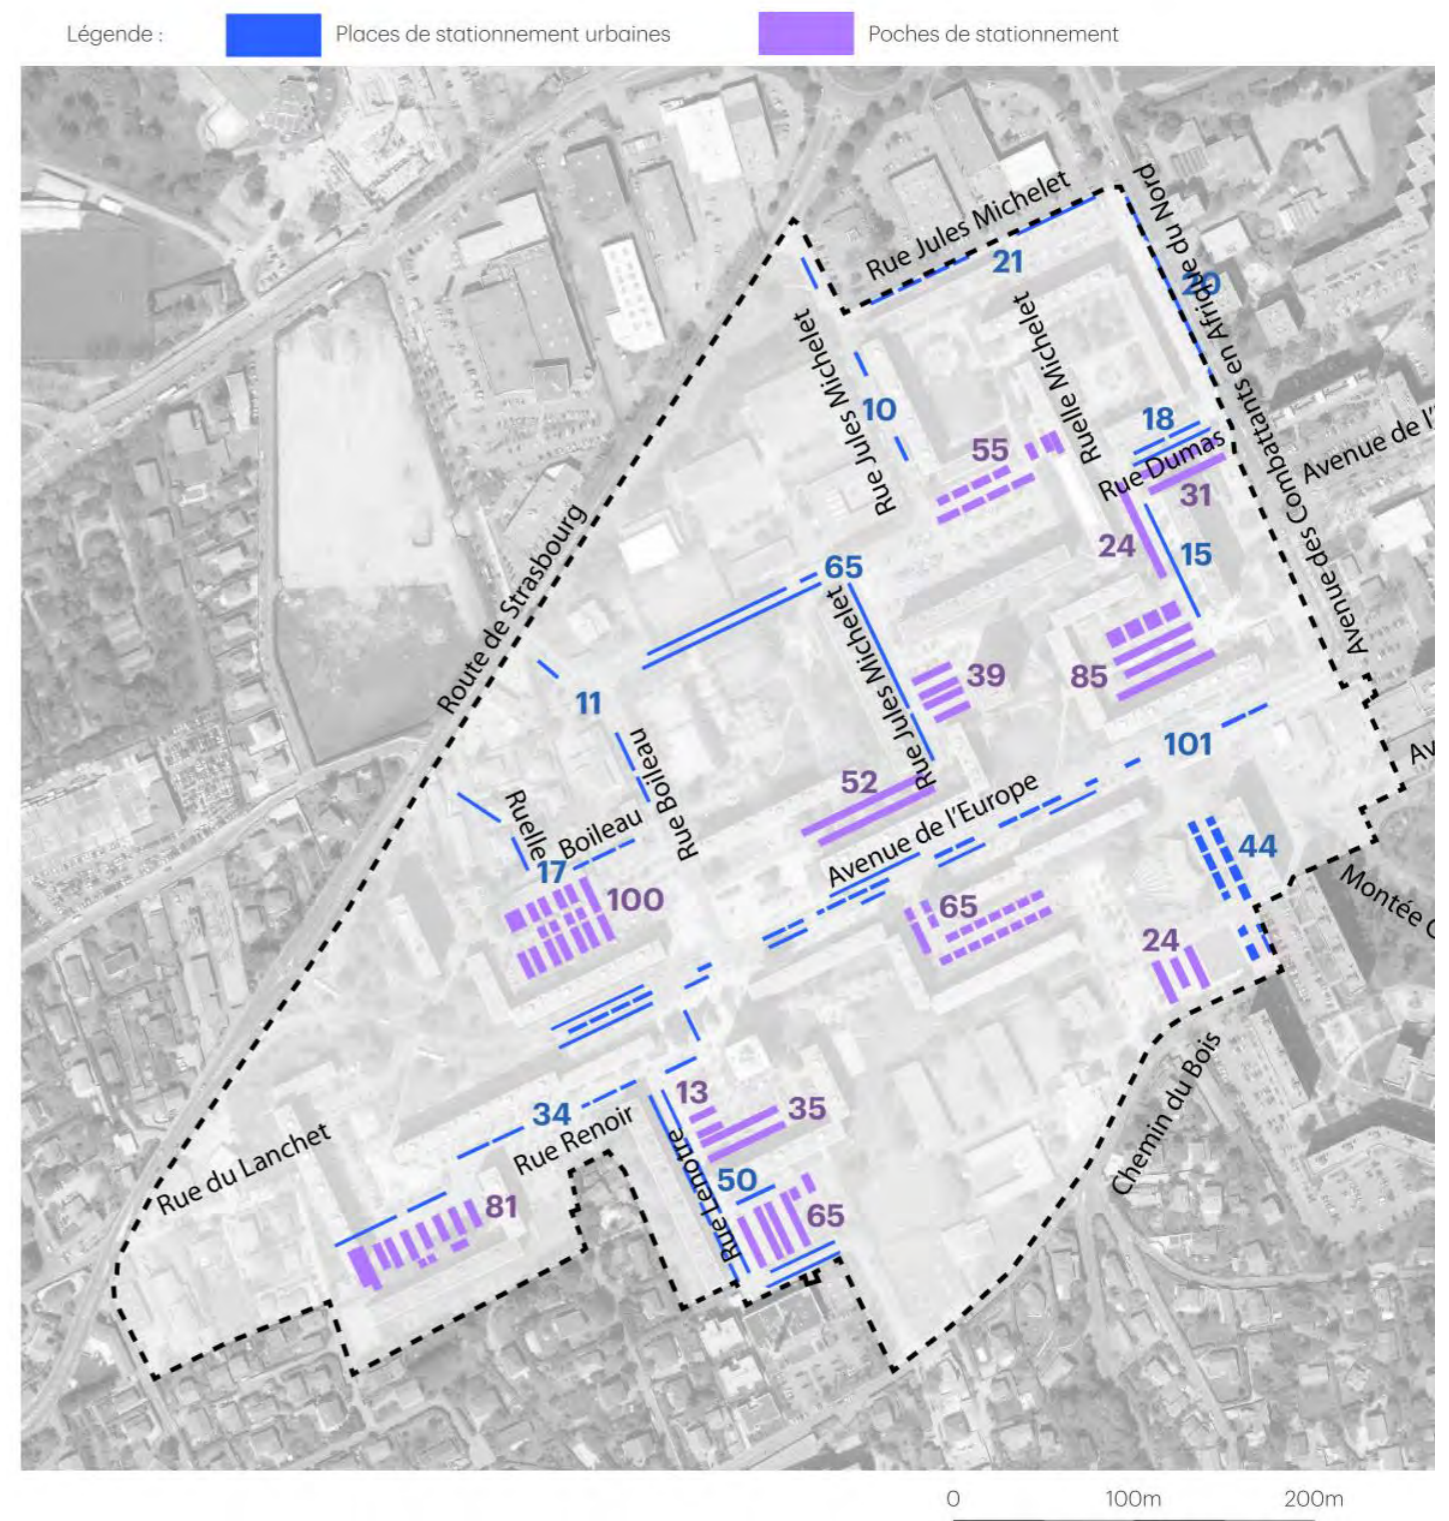 Légende :
Places de stationnement urbaines
Poches de stationnement
Rue Jules Michelet
21
Avenue des Combattants en Afrique du Nord
20
Rue Jules Michelet
10
Ruelle Michelet
55
18
Rue Dumas
31
24
15
Avenue de l'
Route de Strasbourg
65
Rue Jules Michelet
39
85
11
101
Av
Rue Boileau
52
Avenue de l'Europe
Ruelle
Boileau
17
100
65
44
Montée
24
Chemin du Bois
34
Rue Renoir
13
35
Rue du Lanchet
Rue Lenotre
50
65
81
0
100m
200m